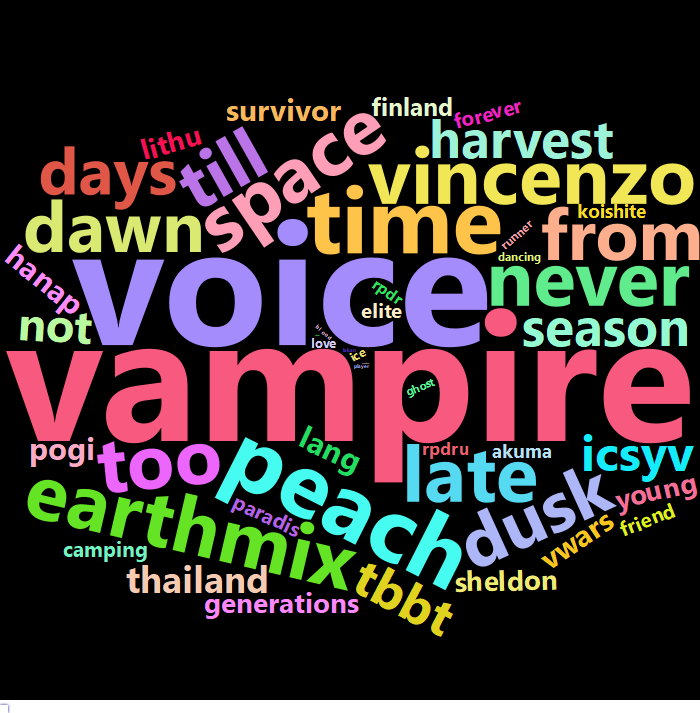 survivor
finland
forever
lithu
till
space
harvest
days
vincenzo
dawn
time
koishite
from
runner
dancing
hanap
voice
never
rpdr
elite
not
season
love
ice
vampire
player
ghost
pogi
too
lang
rpdru
akuma
icsyv
peach
late
earthmix
paradis
dusk
young
friend
vwars
camping
thailand
tbbt
sheldon
generations